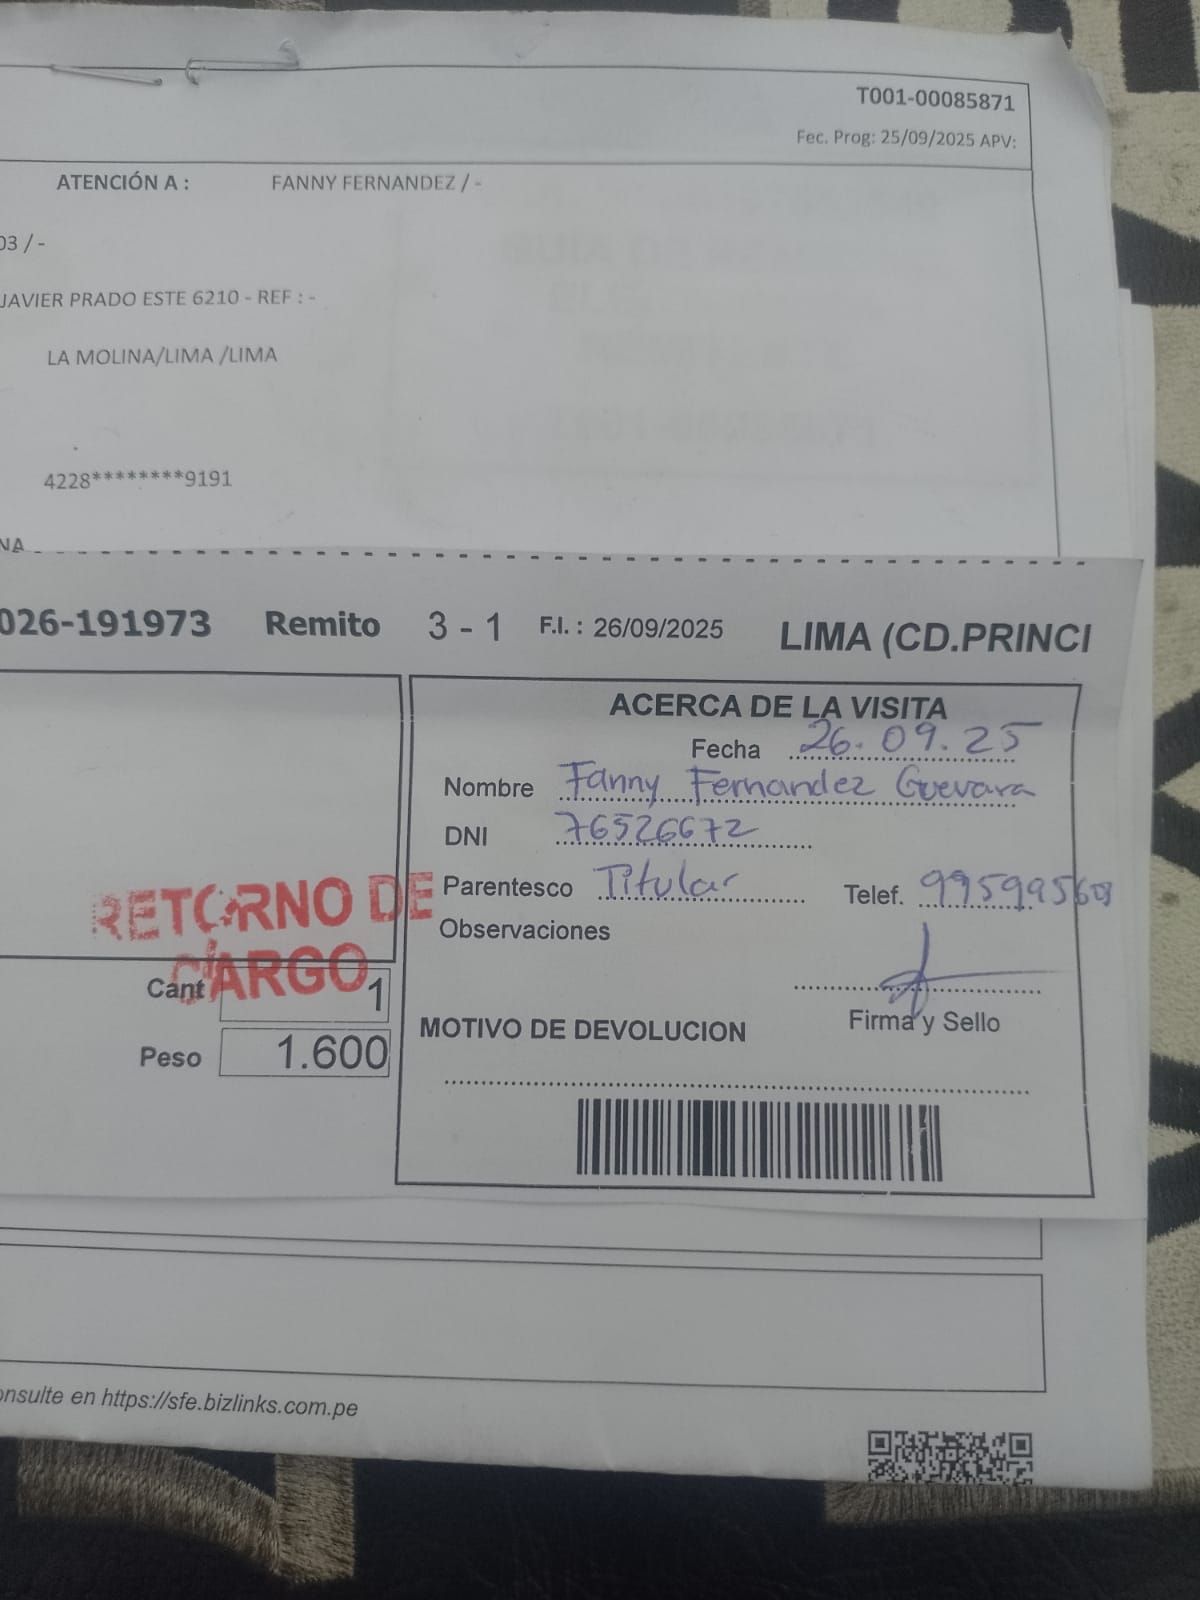 T001-00085871
Fec. Prog: 25/09/2025 APV:
ATENCIÓN A : FANNY FERNANDEZ / -
03 / -
JAVIER PRADO ESTE 6210 - REF : -
LA MOLINA/LIMA /LIMA
4228********9191
NA
026-191973 Remito 3 - 1 F.I. : 26/09/2025 LIMA (CD.PRINCI
ACERCA DE LA VISITA
Fecha 26.09.25
Nombre Fanny Fernandez Guevara
DNI 76526672
Parentesco Titular Telef. 995995608
Observaciones
RETORNO DE
CARGO
Cant 1
Firma y Sello
MOTIVO DE DEVOLUCION
Peso 1.600
onsulte en https://sfe.bizlinks.com.pe